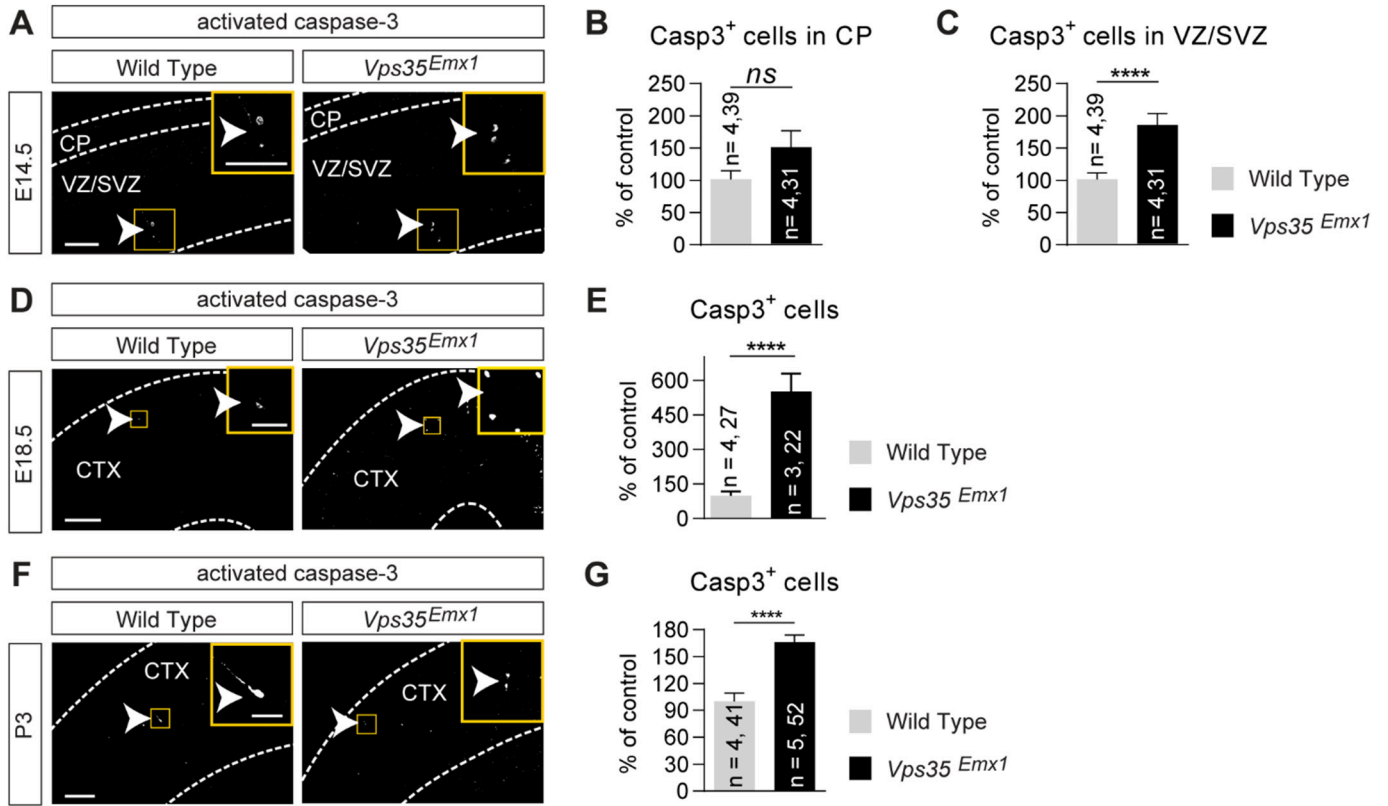 A
activated caspase-3
Wild Type
Vps35Emx1
E14.5
CP
VZ/SVZ
CP
VZ/SVZ
B
Casp3+ cells in CP
ns
% of control
250
200
150
100
50
0
n= 4,39
n= 4,31
C
Casp3+ cells in VZ/SVZ
****
% of control
250
200
150
100
50
0
n= 4,39
n= 4,31
Wild Type
Vps35 Emx1
D
activated caspase-3
Wild Type
Vps35Emx1
E18.5
CTX
CTX
E
Casp3+ cells
****
% of control
600
450
300
150
0
n = 4, 27
n = 3, 22
Wild Type
Vps35 Emx1
F
activated caspase-3
Wild Type
Vps35Emx1
P3
CTX
CTX
G
Casp3+ cells
****
% of control
180
150
120
90
60
30
0
n = 4, 41
n = 5, 52
Wild Type
Vps35 Emx1